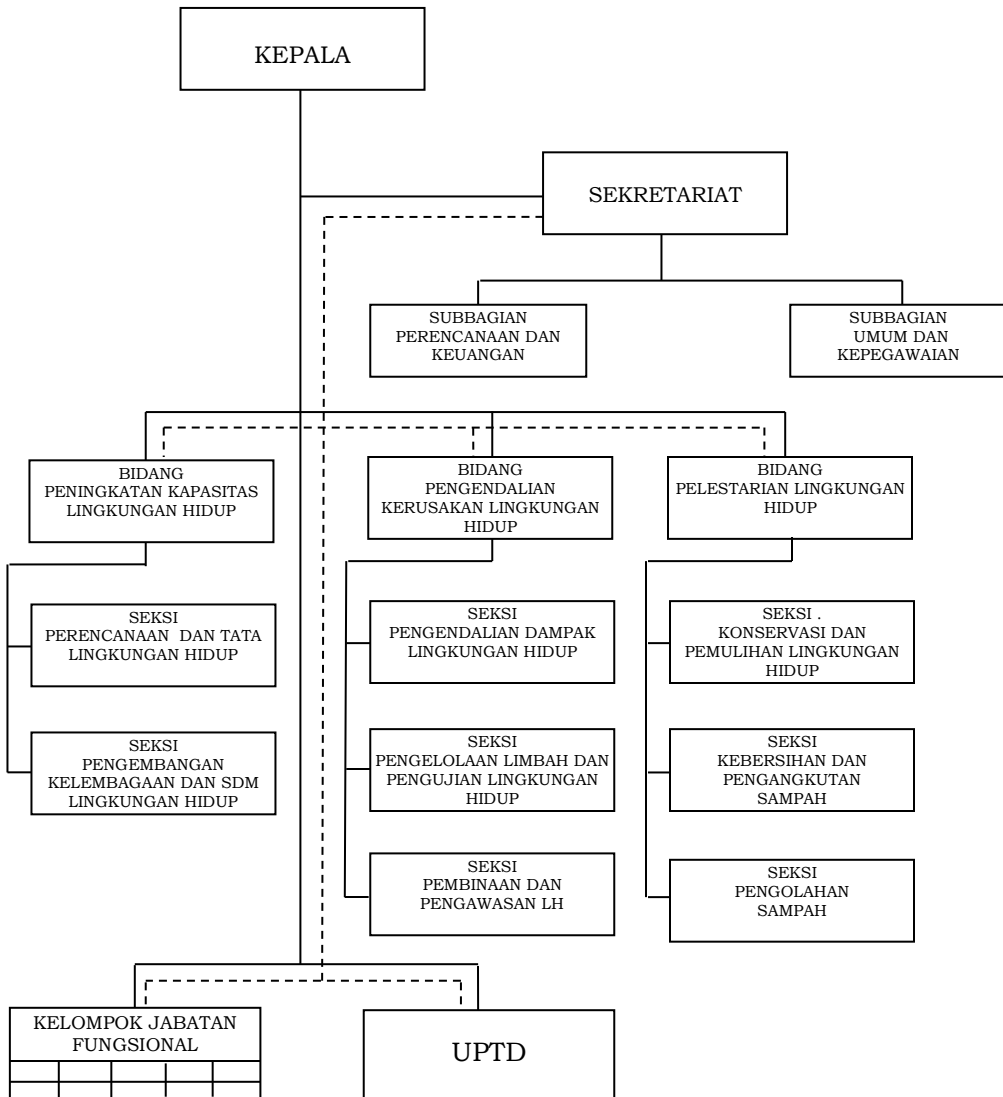 KEPALA
SEKRETARIAT
SUBBAGIAN
PERENCANAAN DAN
KEUANGAN
SUBBAGIAN
UMUM DAN
KEPEGAWAIAN
BIDANG
PENINGKATAN KAPASITAS
LINGKUNGAN HIDUP
BIDANG
PENGENDALIAN
KERUSAKAN LINGKUNGAN
HIDUP
BIDANG
PELESTARIAN LINGKUNGAN
HIDUP
SEKSI
PERENCANAAN DAN TATA
LINGKUNGAN HIDUP
SEKSI
PENGENDALIAN DAMPAK
LINGKUNGAN HIDUP
SEKSI .
KONSERVASI DAN
PEMULIHAN LINGKUNGAN
HIDUP
SEKSI
PENGEMBANGAN
KELEMBAGAAN DAN SDM
LINGKUNGAN HIDUP
SEKSI
PENGELOLAAN LIMBAH DAN
PENGUJIAN LINGKUNGAN
HIDUP
SEKSI
KEBERSIHAN DAN
PENGANGKUTAN
SAMPAH
SEKSI
PEMBINAAN DAN
PENGAWASAN LH
SEKSI
PENGOLAHAN
SAMPAH
KELOMPOK JABATAN
FUNGSIONAL
UPTD